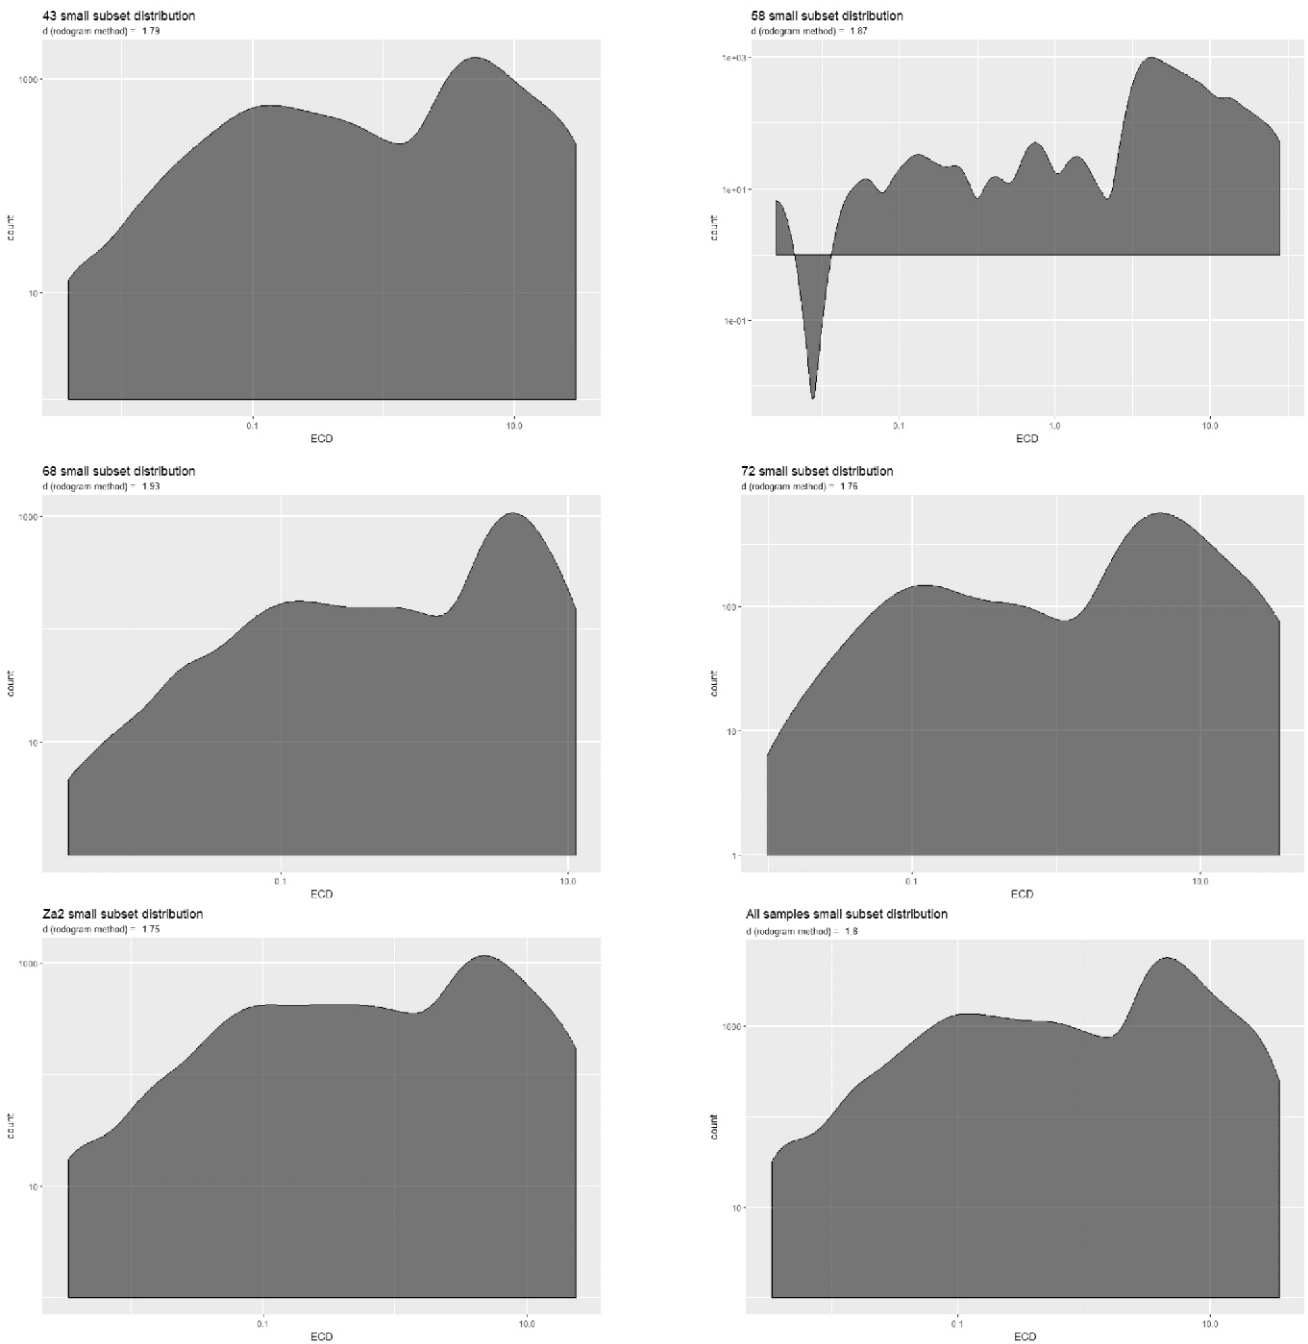 43 small subset distribution
d (rodogram method) = 1.79
1000
10
count
0.1
10.0
ECD
58 small subset distribution
d (rodogram method) = 1.87
1e+03
1e+01
1e-01
count
0.1
1.0
10.0
ECD
68 small subset distribution
d (rodogram method) = 1.93
1000
10
count
0.1
10.0
ECD
72 small subset distribution
d (rodogram method) = 1.76
100
10
1
count
0.1
10.0
ECD
Za2 small subset distribution
d (rodogram method) = 1.75
1000
10
count
0.1
10.0
ECD
All samples small subset distribution
d (rodogram method) = 1.8
1000
10
count
0.1
10.0
ECD